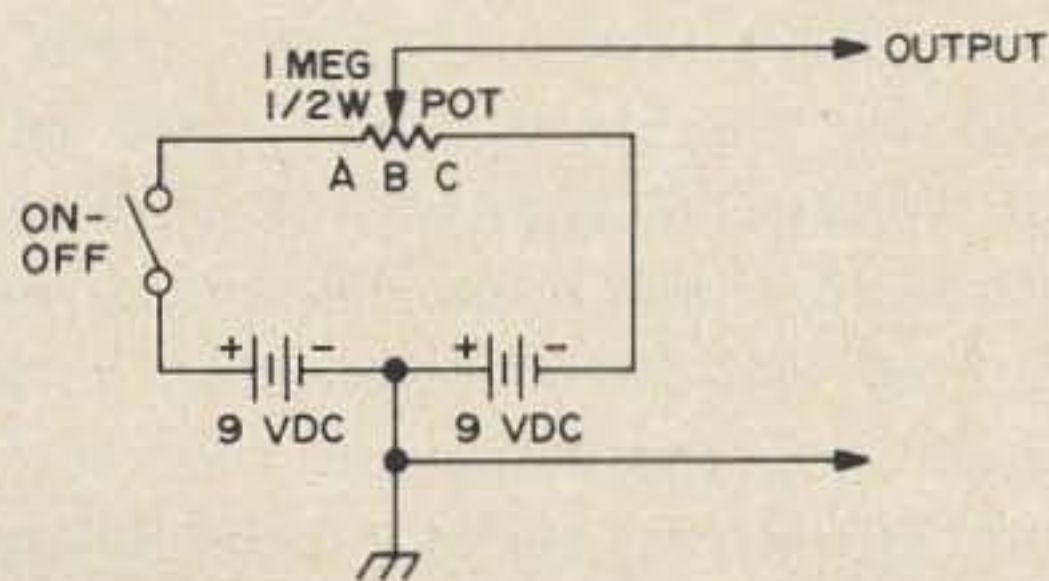 OUTPUT
1 MEG
1/2W POT
A B C
ON-
OFF
+ - + -
9 VDC 9 VDC